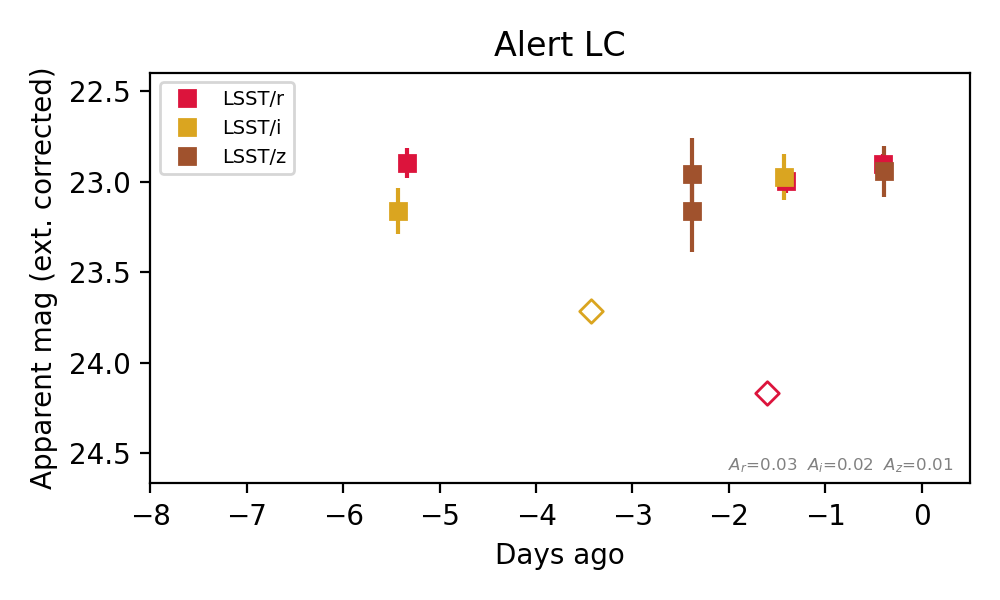 Alert LC
Apparent mag (ext. corrected)
22.5
23.0
23.5
24.0
24.5
LSST/r
LSST/i
LSST/z
A_r=0.03 A_i=0.02 A_z=0.01
−8 −7 −6 −5 −4 −3 −2 −1 0
Days ago